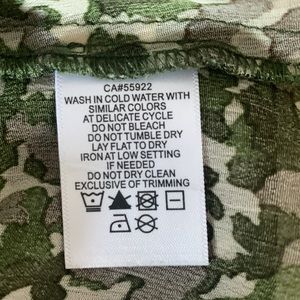 CA#55922
WASH IN COLD WATER WITH
SIMILAR COLORS
AT DELICATE CYCLE
DO NOT BLEACH
DO NOT TUMBLE DRY
LAY FLAT TO DRY
IRON AT LOW SETTING
IF NEEDED
DO NOT DRY CLEAN
EXCLUSIVE OF TRIMMING